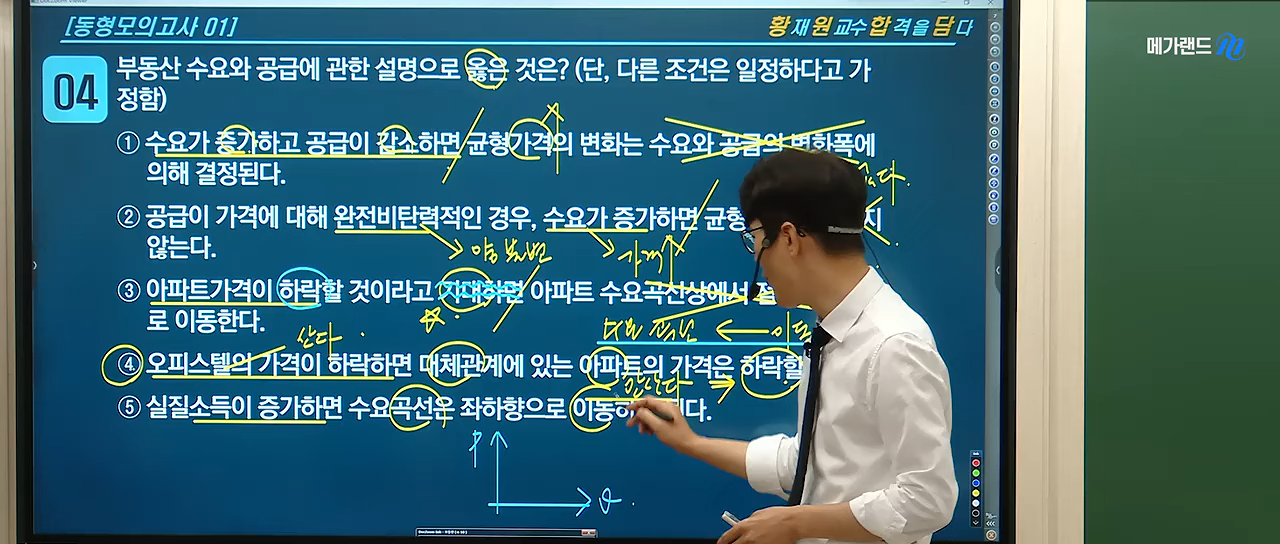 [동형모의고사 01]
황재원교수합격을담다
메가랜드
04
부동산 수요와 공급에 관한 설명으로 옳은 것은? (단, 다른 조건은 일정하다고 가
정함)
① 수요가 증가하고 공급이 감소하면 균형가격의 변화는 수요와 공급의 변화폭에
의해 결정된다.
② 공급이 가격에 대해 완전비탄력적인 경우, 수요가 증가하면 균형
않는다.
양 불변
가격
③ 아파트가격이 하락할 것이라고 기대하면 아파트 수요곡선상에서
로 이동한다.
산다.
④ 오피스텔의 가격이 하락하면 대체관계에 있는 아파트의 가격은 하락할
안산다
⑤ 실질소득이 증가하면 수요곡선은 좌하향으로 이동하 된다.
P
Q